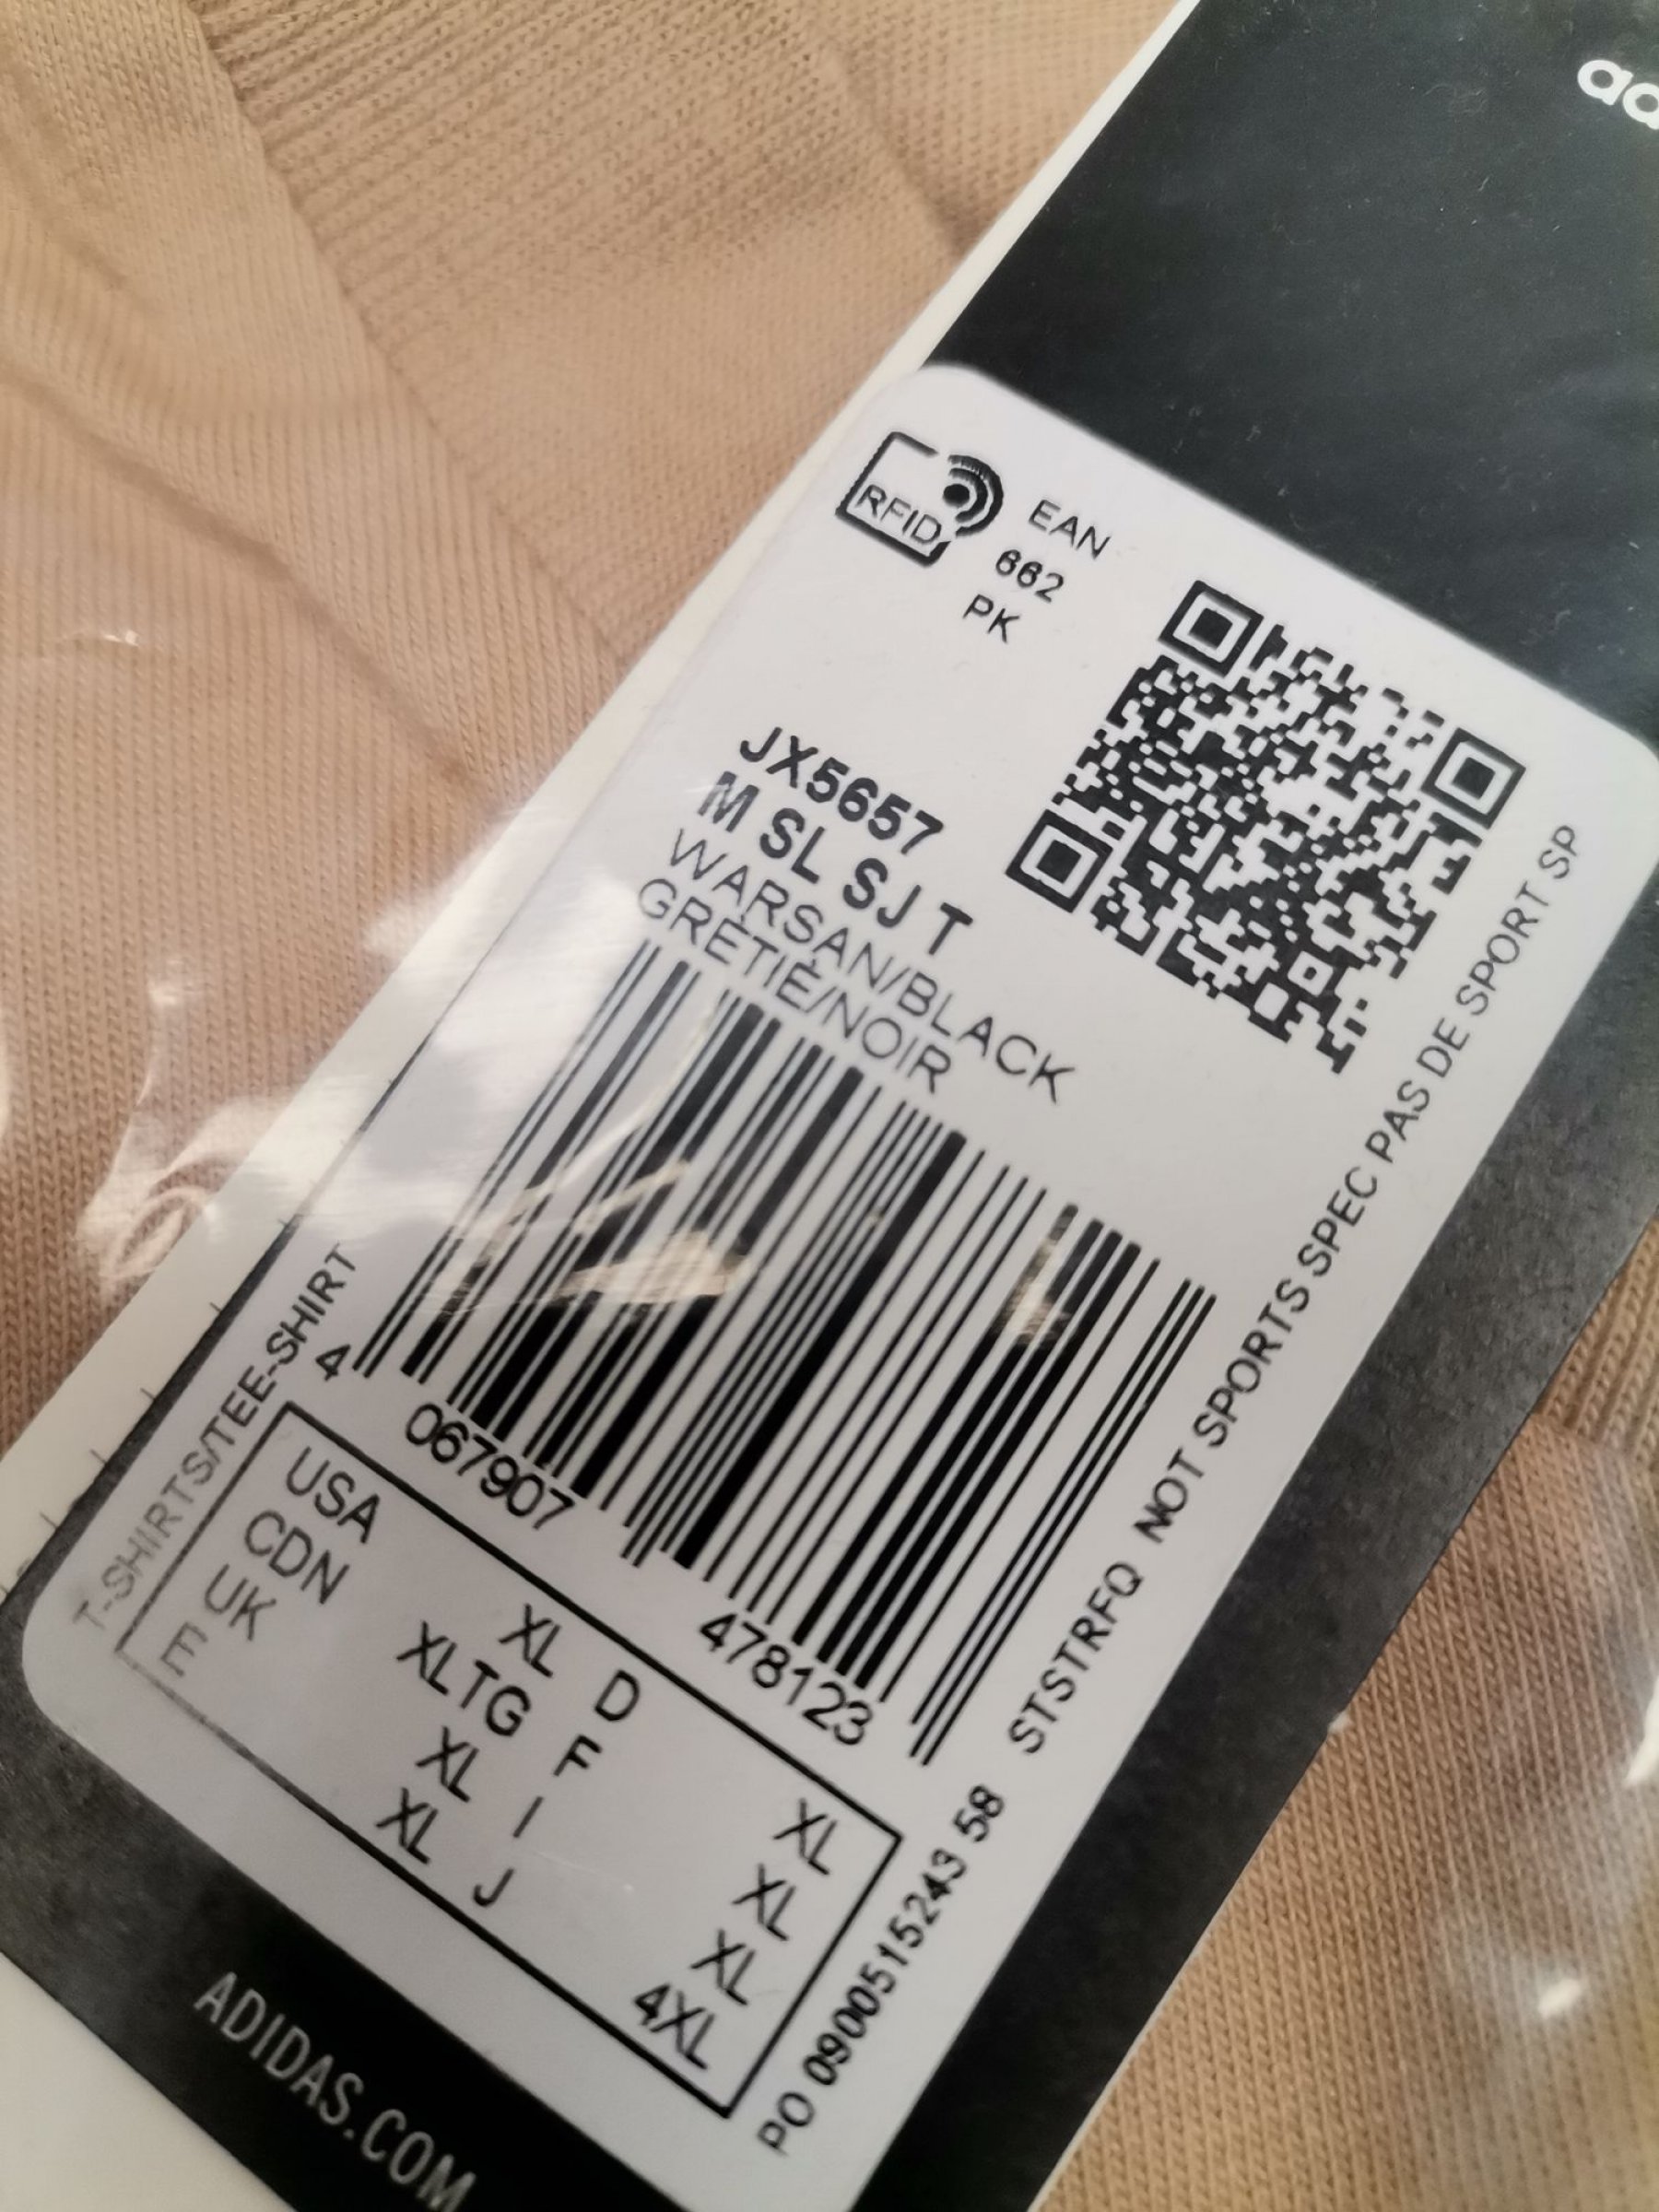 RFID
EAN
662
PK
JX5657
M SL SJ T
WARSAN/BLACK
GRETIÉ/NOIR
4 067907 478123
T-SHIRTS/TEE-SHIRT
USA XL D XL
CDN XLTG F XL
UK XL I XL
E XL J 4XL
PO 0900515243 58 STSTRFQ NOT SPORTS SPEC PAS DE SPORT SP
ADIDAS.COM